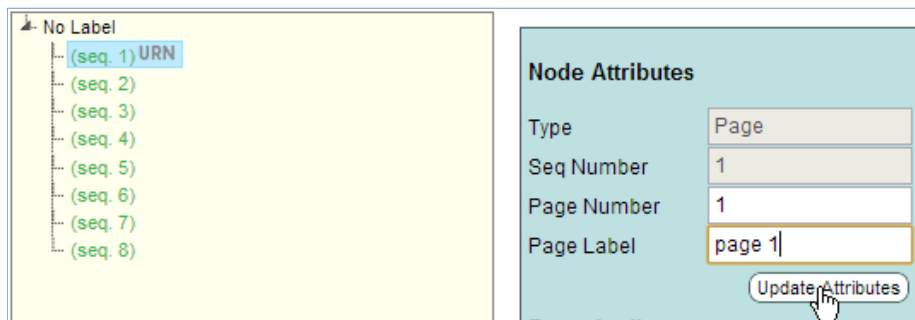 No Label
(seq. 1) URN
(seq. 2)
(seq. 3)
(seq. 4)
(seq. 5)
(seq. 6)
(seq. 7)
(seq. 8)
Node Attributes
Type Page
Seq Number 1
Page Number 1
Page Label page 1
Update Attributes